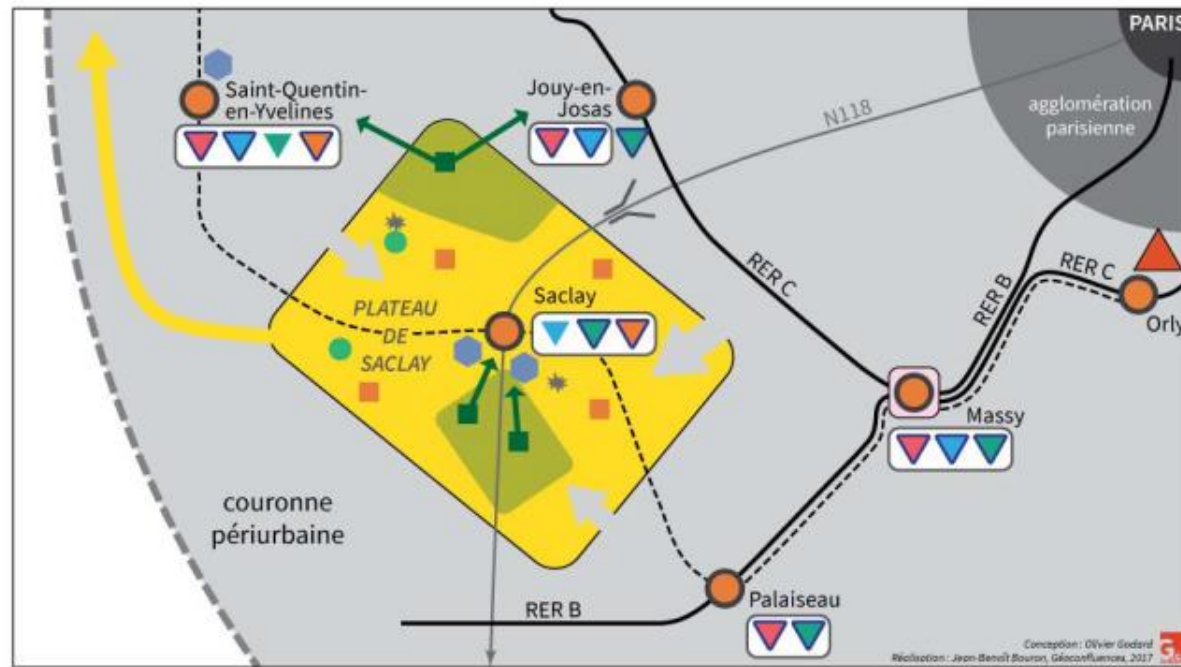 PARIS
Saint-Quentin-
en-Yvelines
Jouy-en-
Josas
N118
agglomération
parisienne
RER C
RER B
RER C
Orly
PLATEAU
DE
SACLAY
Saclay
Massy
couronne
périurbaine
RER B
Palaiseau
Conception : Olivier Godard
Réalisation : Jean-Benoît Bouron, Géoconfluences, 2017